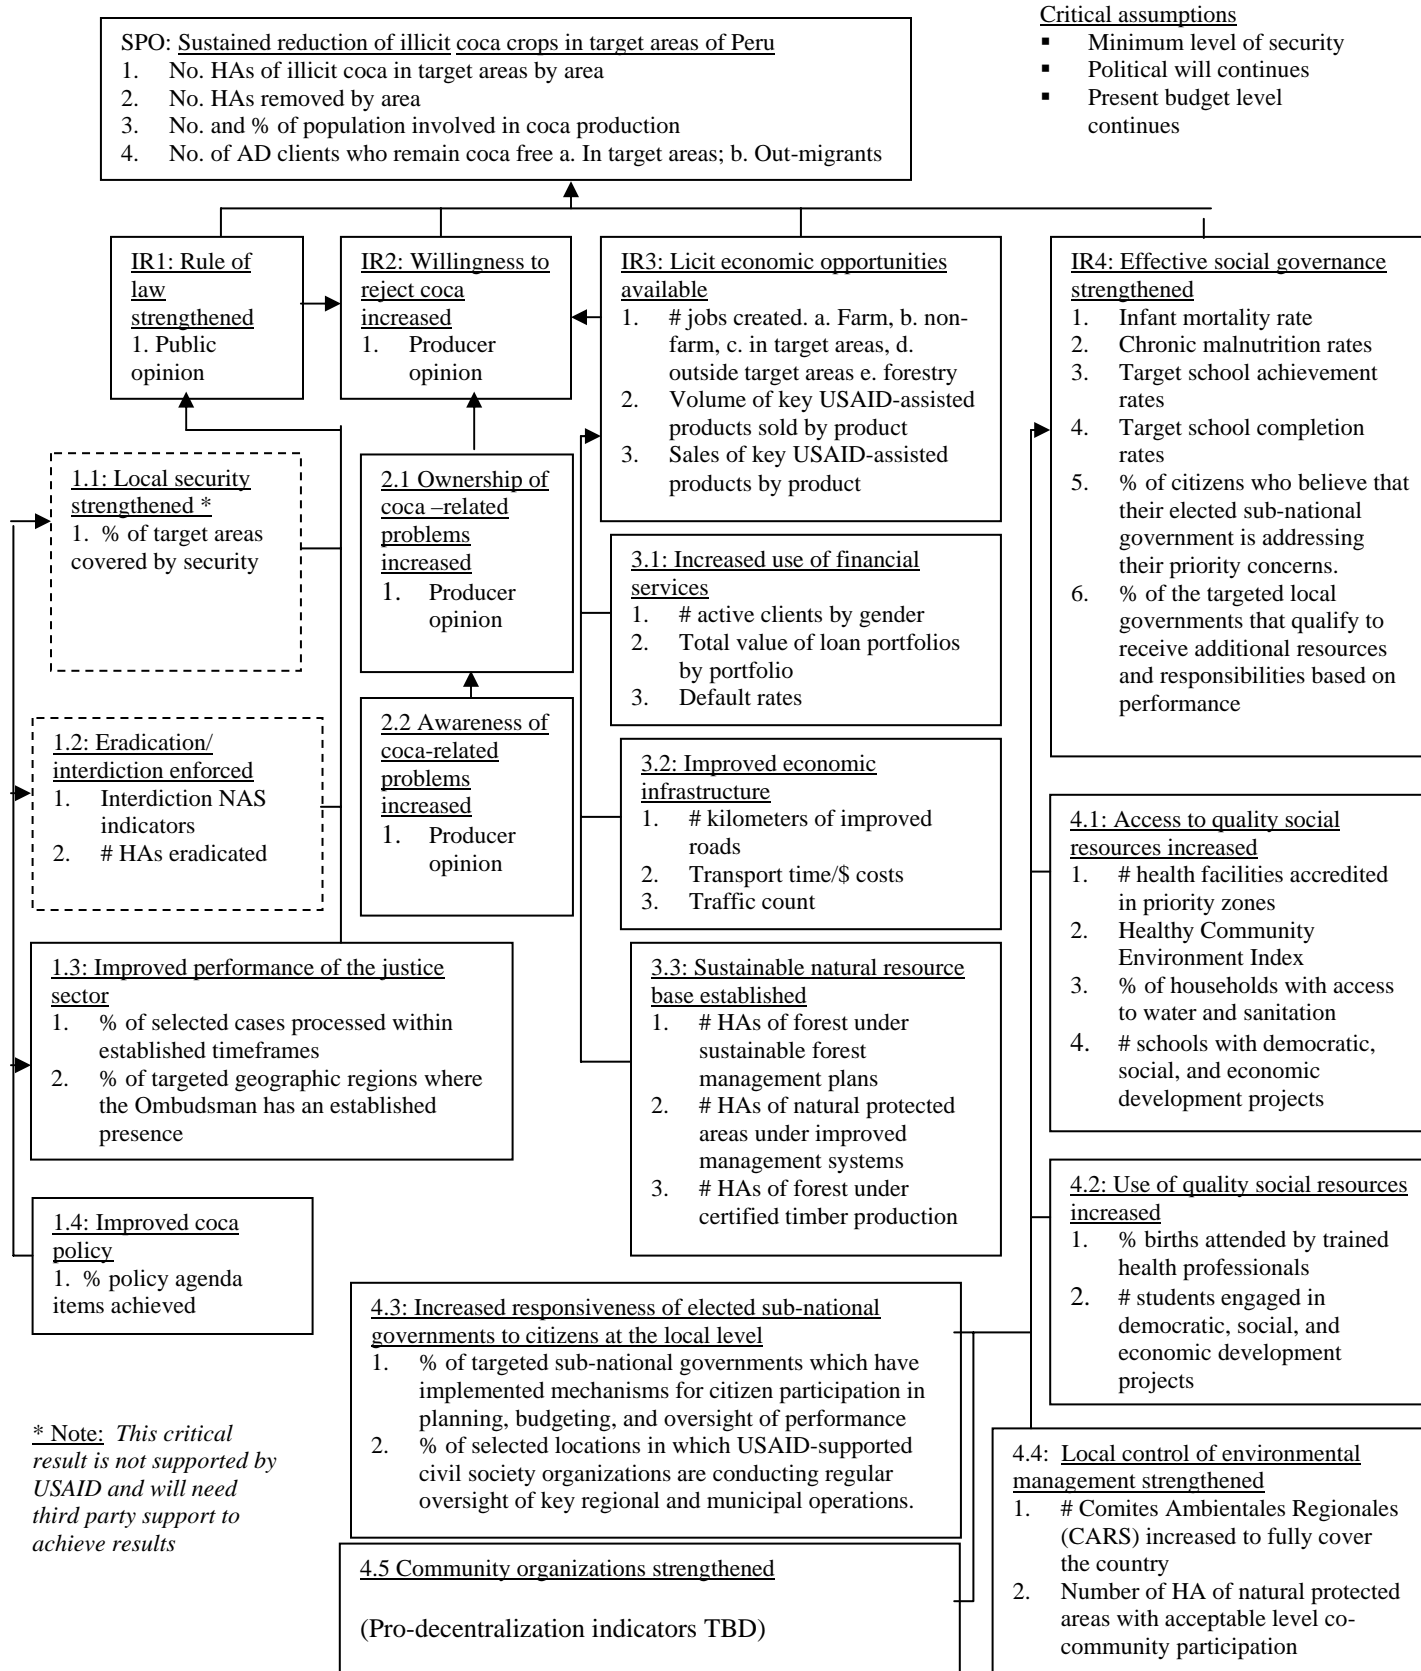 Critical assumptions
▪ Minimum level of security
▪ Political will continues
▪ Present budget level
continues
SPO: Sustained reduction of illicit coca crops in target areas of Peru
1. No. HAs of illicit coca in target areas by area
2. No. HAs removed by area
3. No. and % of population involved in coca production
4. No. of AD clients who remain coca free a. In target areas; b. Out-migrants
IR1: Rule of
law
strengthened
1. Public
opinion
IR2: Willingness to
reject coca
increased
1. Producer
opinion
IR3: Licit economic opportunities
available
1. # jobs created. a. Farm, b. non-
farm, c. in target areas, d.
outside target areas e. forestry
2. Volume of key USAID-assisted
products sold by product
3. Sales of key USAID-assisted
products by product
IR4: Effective social governance
strengthened
1. Infant mortality rate
2. Chronic malnutrition rates
3. Target school achievement
rates
4. Target school completion
rates
5. % of citizens who believe that
their elected sub-national
government is addressing
their priority concerns.
6. % of the targeted local
governments that qualify to
receive additional resources
and responsibilities based on
performance
1.1: Local security
strengthened *
1. % of target areas
covered by security
2.1 Ownership of
coca –related
problems
increased
1. Producer
opinion
3.1: Increased use of financial
services
1. # active clients by gender
2. Total value of loan portfolios
by portfolio
3. Default rates
1.2: Eradication/
interdiction enforced
1. Interdiction NAS
indicators
2. # HAs eradicated
2.2 Awareness of
coca-related
problems
increased
1. Producer
opinion
3.2: Improved economic
infrastructure
1. # kilometers of improved
roads
2. Transport time/$ costs
3. Traffic count
4.1: Access to quality social
resources increased
1. # health facilities accredited
in priority zones
2. Healthy Community
Environment Index
3. % of households with access
to water and sanitation
4. # schools with democratic,
social, and economic
development projects
1.3: Improved performance of the justice
sector
1. % of selected cases processed within
established timeframes
2. % of targeted geographic regions where
the Ombudsman has an established
presence
3.3: Sustainable natural resource
base established
1. # HAs of forest under
sustainable forest
management plans
2. # HAs of natural protected
areas under improved
management systems
3. # HAs of forest under
certified timber production
4.2: Use of quality social resources
increased
1. % births attended by trained
health professionals
2. # students engaged in
democratic, social, and
economic development
projects
1.4: Improved coca
policy
1. % policy agenda
items achieved
4.3: Increased responsiveness of elected sub-national
governments to citizens at the local level
1. % of targeted sub-national governments which have
implemented mechanisms for citizen participation in
planning, budgeting, and oversight of performance
2. % of selected locations in which USAID-supported
civil society organizations are conducting regular
oversight of key regional and municipal operations.
* Note: This critical
result is not supported by
USAID and will need
third party support to
achieve results
4.4: Local control of environmental
management strengthened
1. # Comites Ambientales Regionales
(CARS) increased to fully cover
the country
2. Number of HA of natural protected
areas with acceptable level co-
community participation
4.5 Community organizations strengthened
(Pro-decentralization indicators TBD)